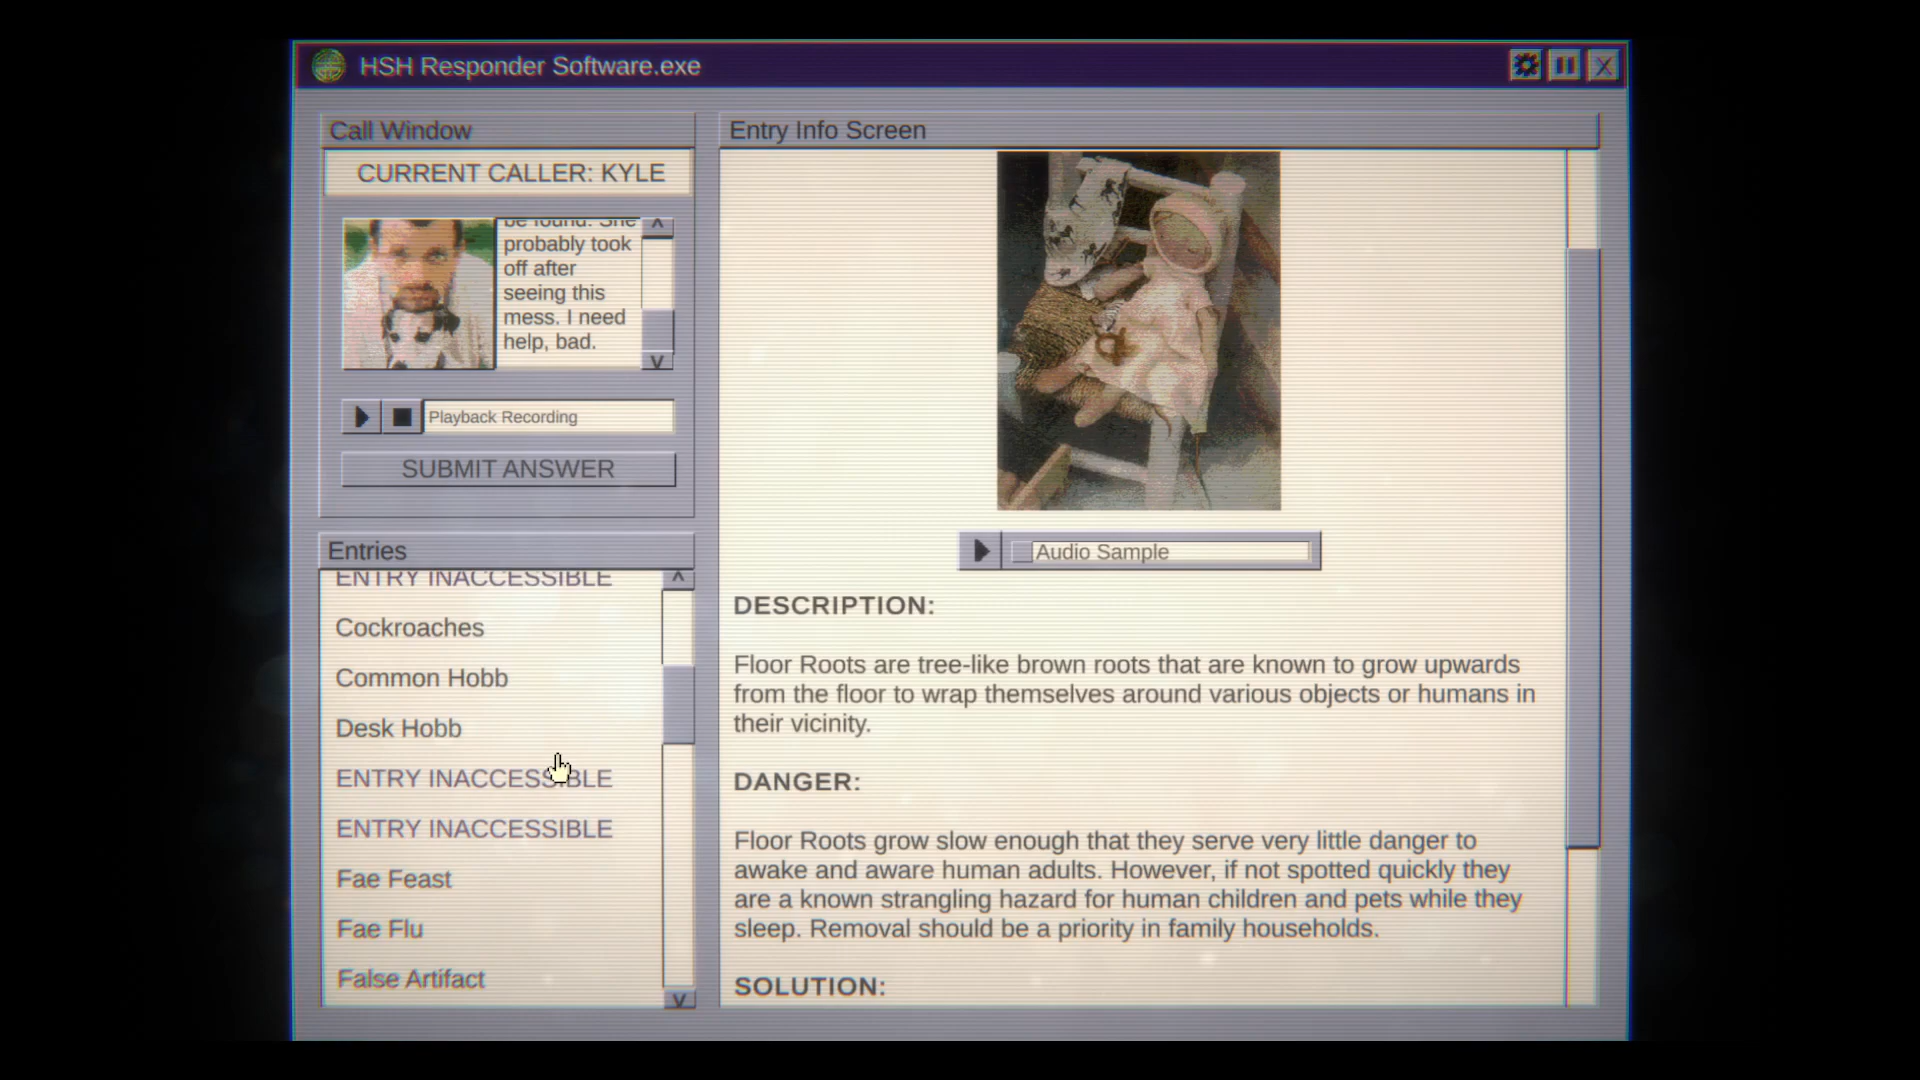 HSH Responder Software.exe
X
Call Window
CURRENT CALLER: KYLE
be found. She
probably took
off after
seeing this
mess. I need
help, bad.
Playback Recording
SUBMIT ANSWER
Entries
ENTRY INACCESSIBLE
Cockroaches
Common Hobb
Desk Hobb
ENTRY INACCESSIBLE
ENTRY INACCESSIBLE
Fae Feast
Fae Flu
False Artifact
Entry Info Screen
Audio Sample
DESCRIPTION:
Floor Roots are tree-like brown roots that are known to grow upwards
from the floor to wrap themselves around various objects or humans in
their vicinity.
DANGER:
Floor Roots grow slow enough that they serve very little danger to
awake and aware human adults. However, if not spotted quickly they
are a known strangling hazard for human children and pets while they
sleep. Removal should be a priority in family households.
SOLUTION: